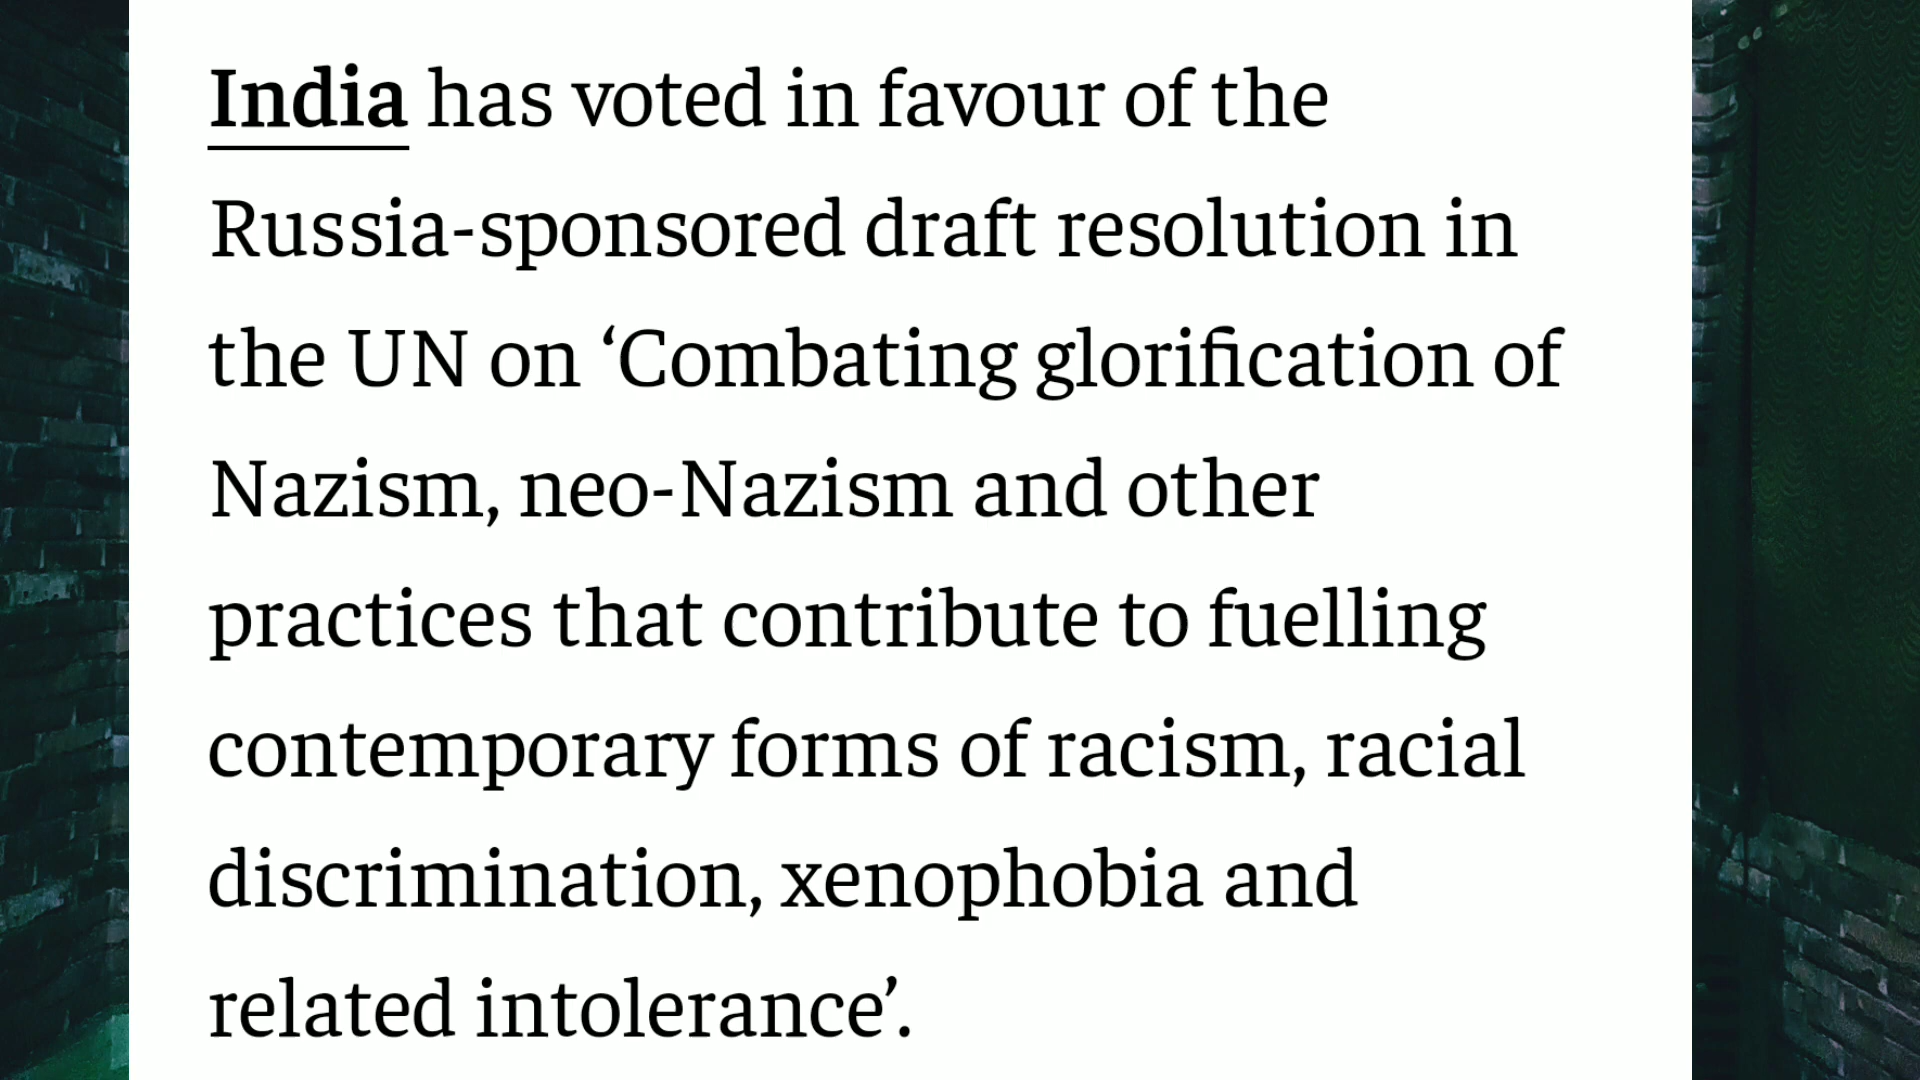 India has voted in favour of the
Russia-sponsored draft resolution in
the UN on ‘Combating glorification of
Nazism, neo-Nazism and other
practices that contribute to fuelling
contemporary forms of racism, racial
discrimination, xenophobia and
related intolerance’.